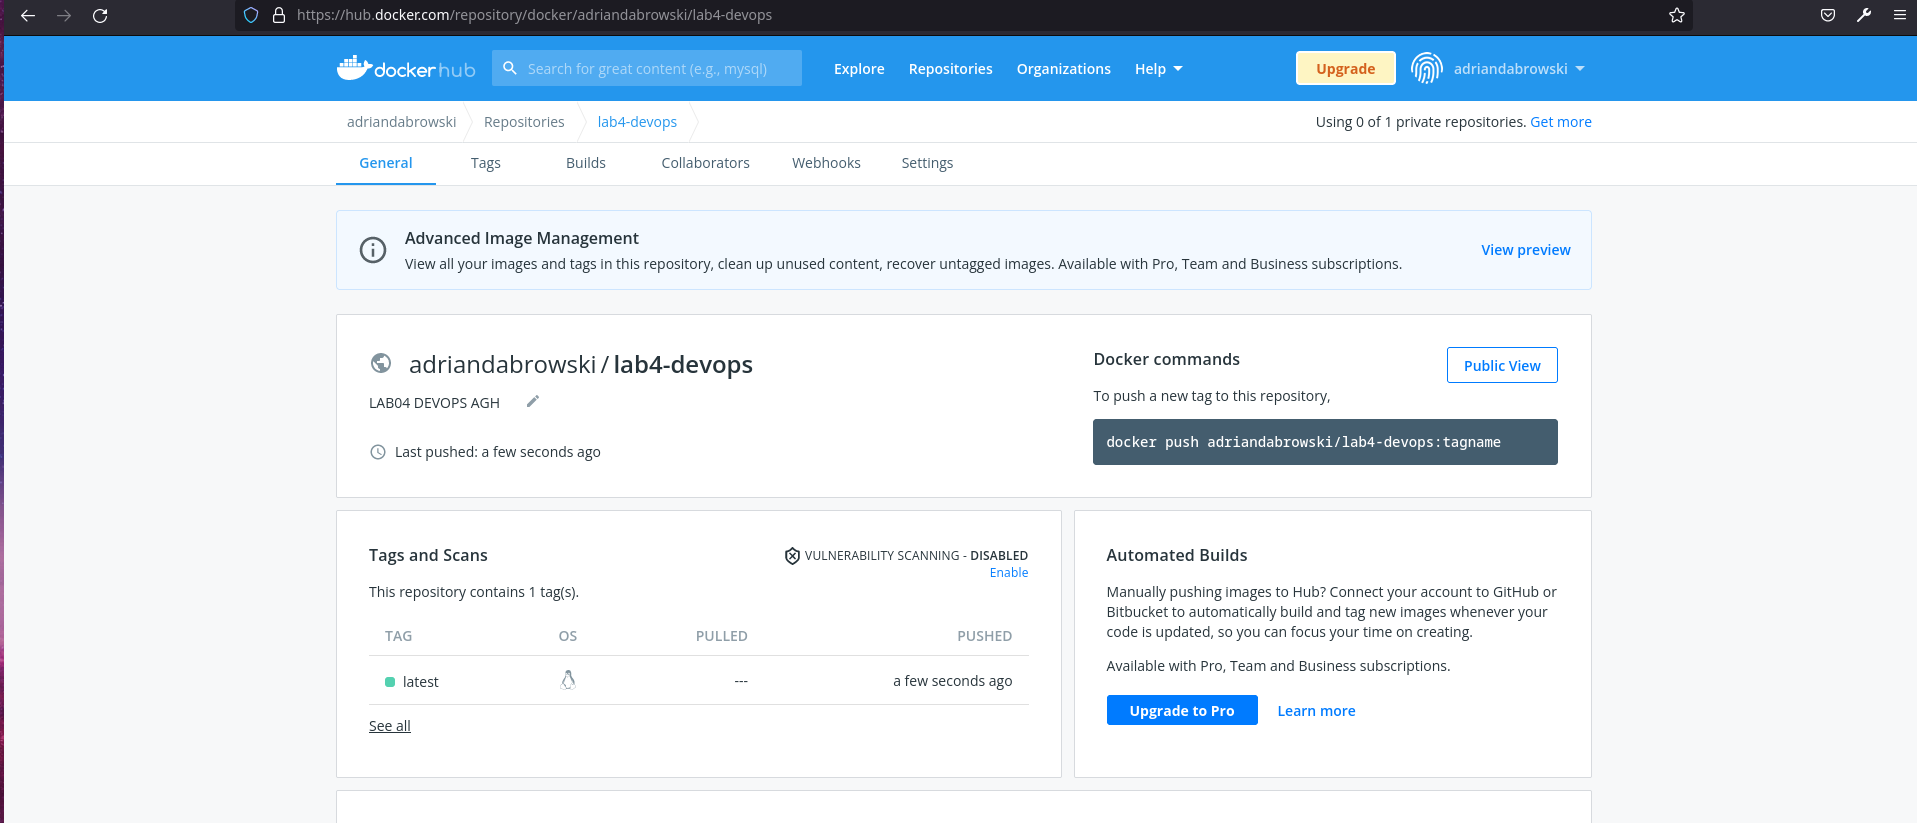 https://hub.docker.com/repository/docker/adriandabrowski/lab4-devops
docker hub
Search for great content (e.g., mysql)
Explore
Repositories
Organizations
Help
Upgrade
adriandabrowski
adriandabrowski
Repositories
lab4-devops
Using 0 of 1 private repositories. Get more
General
Tags
Builds
Collaborators
Webhooks
Settings
Advanced Image Management
View all your images and tags in this repository, clean up unused content, recover untagged images. Available with Pro, Team and Business subscriptions.
View preview
adriandabrowski / lab4-devops
LAB04 DEVOPS AGH
Last pushed: a few seconds ago
Docker commands
Public View
To push a new tag to this repository,
docker push adriandabrowski/lab4-devops:tagname
Tags and Scans
VULNERABILITY SCANNING - DISABLED
Enable
This repository contains 1 tag(s).
TAG OS PULLED PUSHED
latest --- a few seconds ago
See all
Automated Builds
Manually pushing images to Hub? Connect your account to GitHub or
Bitbucket to automatically build and tag new images whenever your
code is updated, so you can focus your time on creating.
Available with Pro, Team and Business subscriptions.
Upgrade to Pro
Learn more